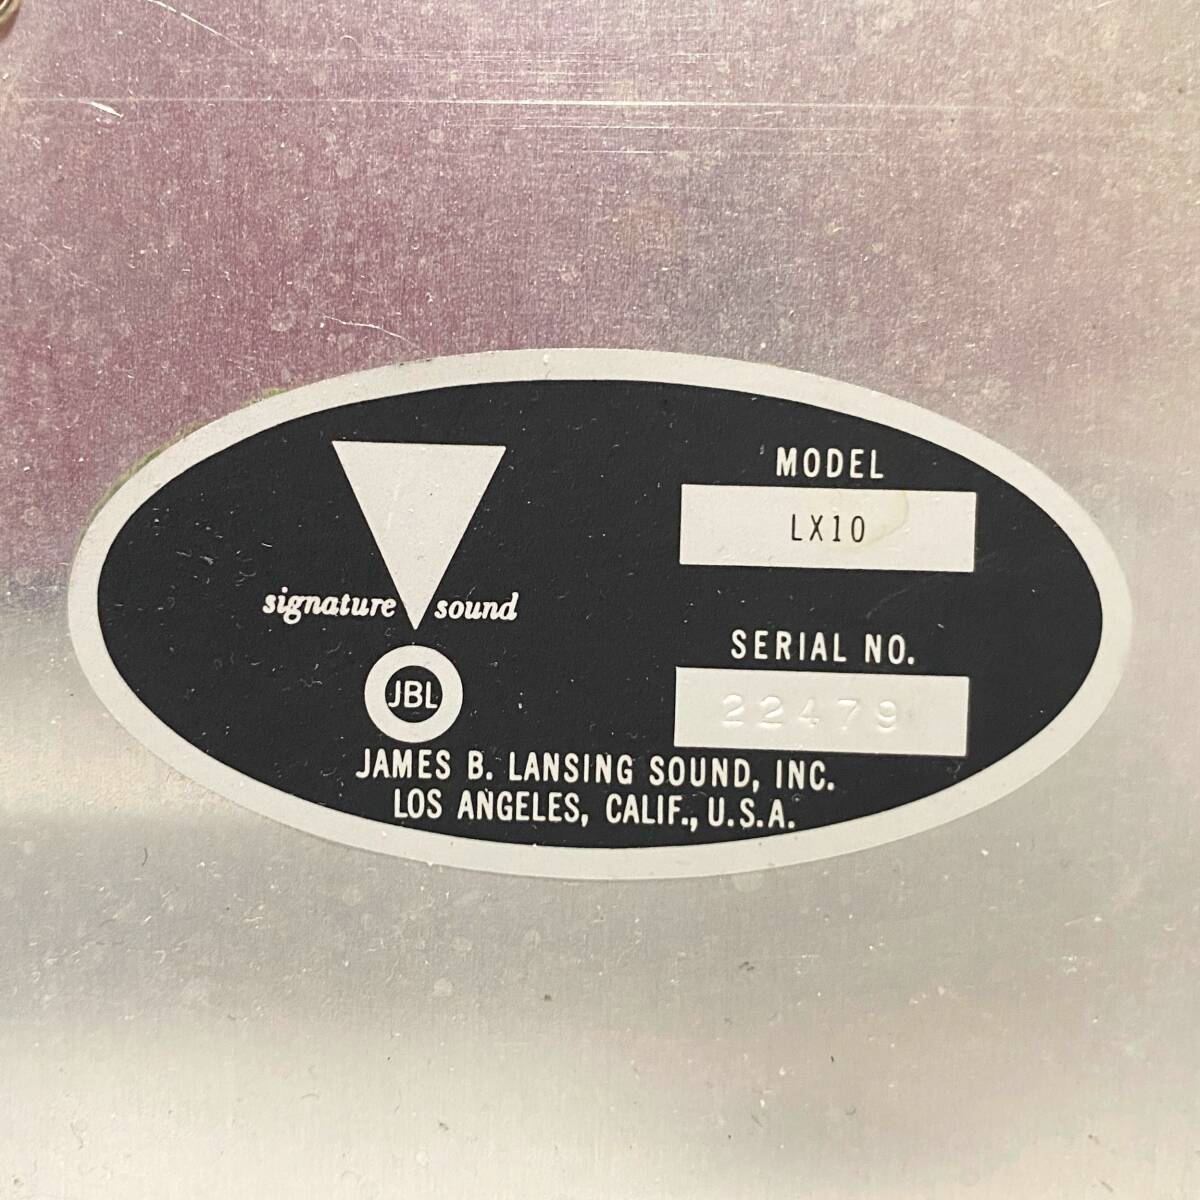 MODEL
LX10
signature sound
SERIAL NO.
22479
JBL
JAMES B. LANSING SOUND, INC.
LOS ANGELES, CALIF., U.S.A.